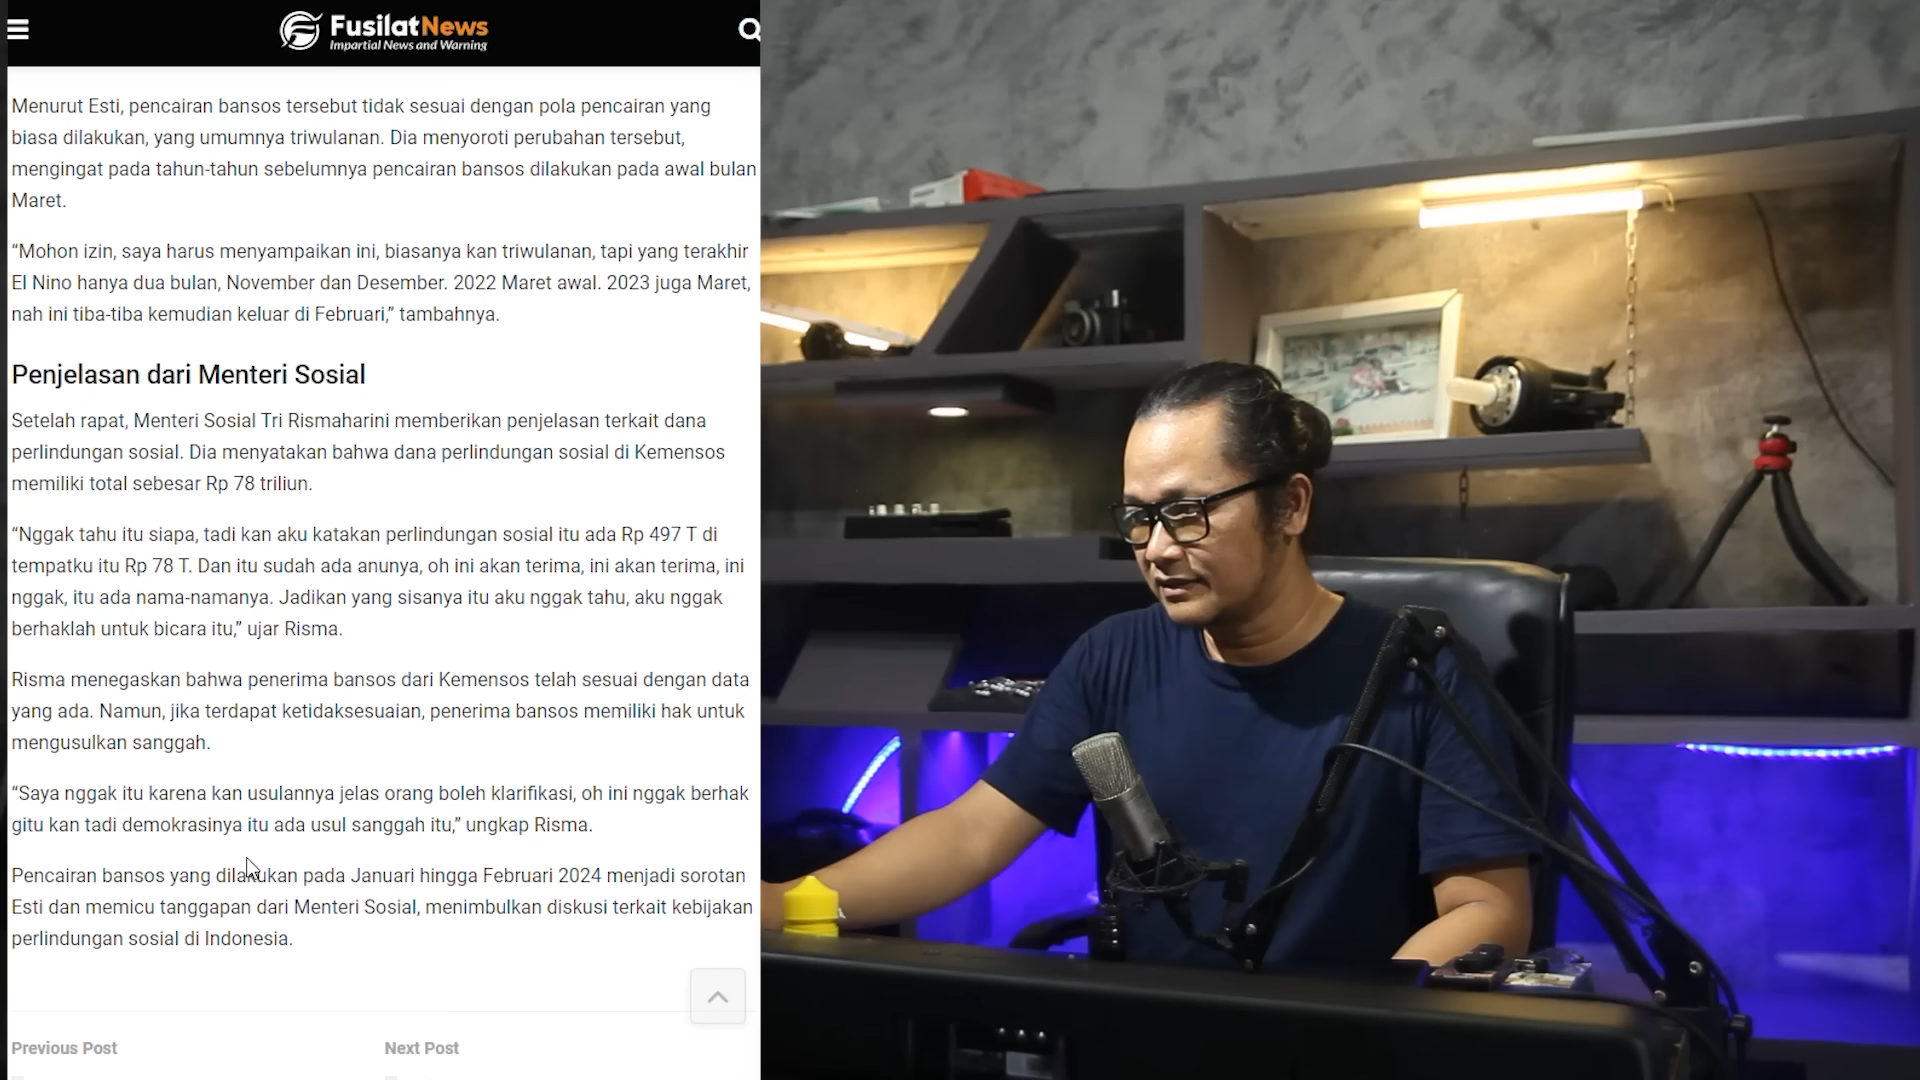 FusilatNews
Impartial News and Warning
Menurut Esti, pencairan bansos tersebut tidak sesuai dengan pola pencairan yang
biasa dilakukan, yang umumnya triwulanan. Dia menyoroti perubahan tersebut,
mengingat pada tahun-tahun sebelumnya pencairan bansos dilakukan pada awal bulan
Maret.
“Mohon izin, saya harus menyampaikan ini, biasanya kan triwulanan, tapi yang terakhir
El Nino hanya dua bulan, November dan Desember. 2022 Maret awal. 2023 juga Maret,
nah ini tiba-tiba kemudian keluar di Februari,” tambahnya.
Penjelasan dari Menteri Sosial
Setelah rapat, Menteri Sosial Tri Rismaharini memberikan penjelasan terkait dana
perlindungan sosial. Dia menyatakan bahwa dana perlindungan sosial di Kemensos
memiliki total sebesar Rp 78 triliun.
“Nggak tahu itu siapa, tadi kan aku katakan perlindungan sosial itu ada Rp 497 T di
tempatku itu Rp 78 T. Dan itu sudah ada anunya, oh ini akan terima, ini akan terima, ini
nggak, itu ada nama-namanya. Jadikan yang sisanya itu aku nggak tahu, aku nggak
berhaklah untuk bicara itu,” ujar Risma.
Risma menegaskan bahwa penerima bansos dari Kemensos telah sesuai dengan data
yang ada. Namun, jika terdapat ketidaksesuaian, penerima bansos memiliki hak untuk
mengusulkan sanggah.
“Saya nggak itu karena kan usulannya jelas orang boleh klarifikasi, oh ini nggak berhak
gitu kan tadi demokrasinya itu ada usul sanggah itu,” ungkap Risma.
Pencairan bansos yang dilakukan pada Januari hingga Februari 2024 menjadi sorotan
Esti dan memicu tanggapan dari Menteri Sosial, menimbulkan diskusi terkait kebijakan
perlindungan sosial di Indonesia.
Previous Post
Next Post